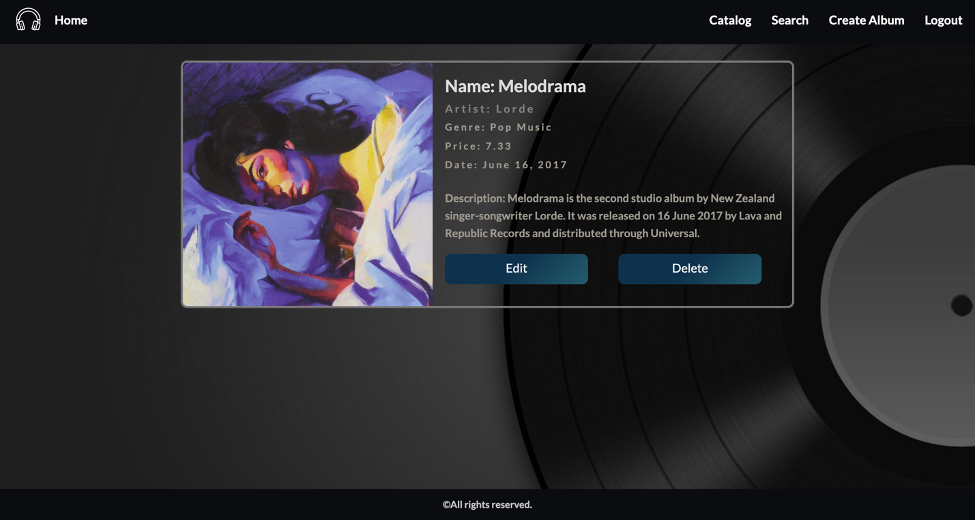 Home Catalog Search Create Album Logout
Name: Melodrama
Artist: Lorde
Genre: Pop Music
Price: 7.33
Date: June 16, 2017
Description: Melodrama is the second studio album by New Zealand
singer-songwriter Lorde. It was released on 16 June 2017 by Lava and
Republic Records and distributed through Universal.
Edit Delete
©All rights reserved.